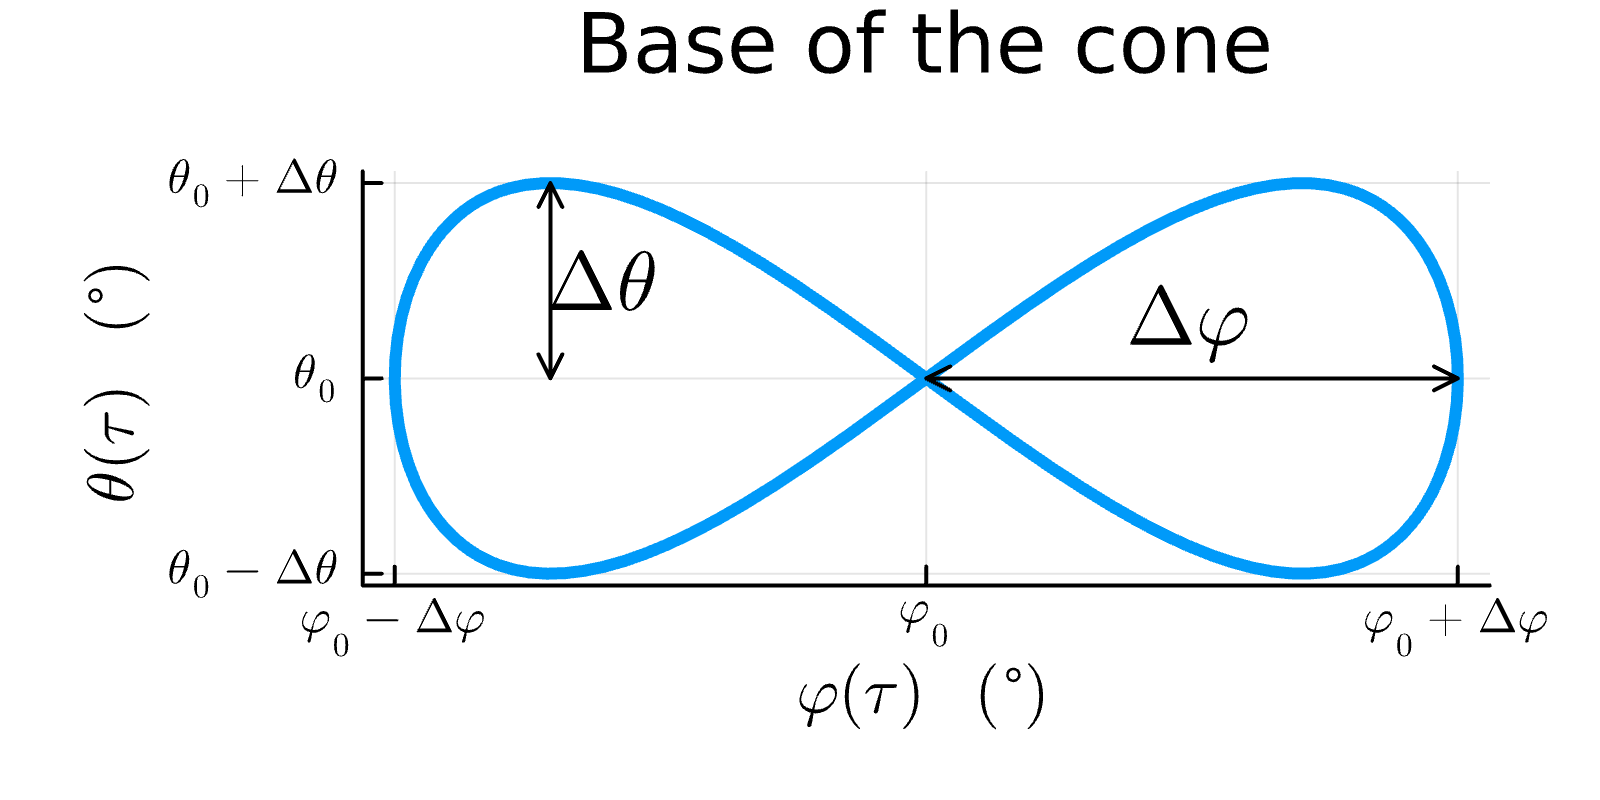 Base of the cone
θ₀ + Δθ
θ₀
θ₀ − Δθ
θ(τ) (°)
Δθ
Δφ
φ₀ − Δφ
φ₀
φ₀ + Δφ
φ(τ) (°)